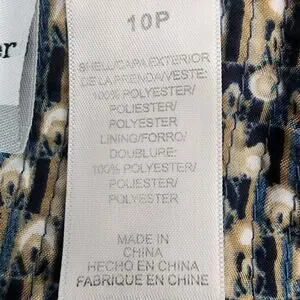 er
10P
SHELL/CAPA EXTERIOR
DE LA PRENDA/VESTE:
100% POLYESTER/
POLIESTER/
POLYESTER
LINING/FORRO/
DOUBLURE:
100% POLYESTER/
POLIESTER/
POLYESTER
MADE IN
CHINA
HECHO EN CHINA
FABRIQUE EN CHINE